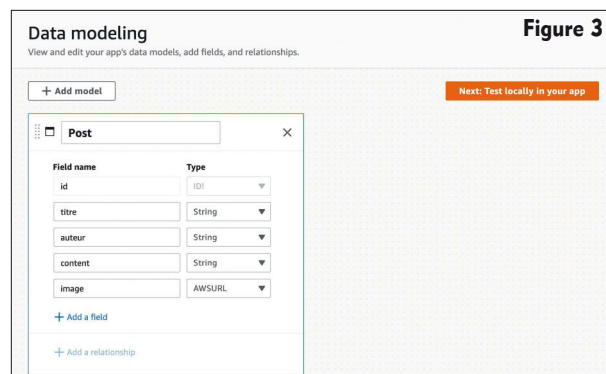 Figure 3
Data modeling
View and edit your app's data models, add fields, and relationships.
+ Add model
Next: Test locally in your app
Post
Field name Type
id ID!
titre String
auteur String
content String
image AWSURL
+ Add a field
+ Add a relationship